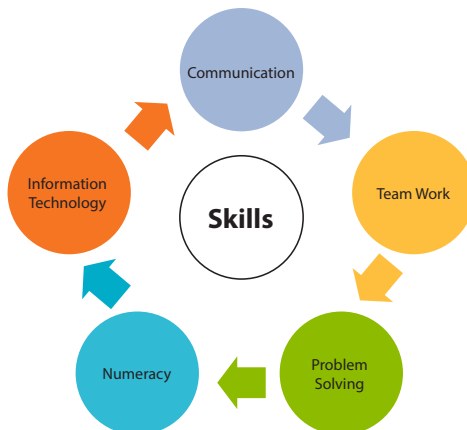 Communication
Team Work
Problem
Solving
Numeracy
Information
Technology
Skills